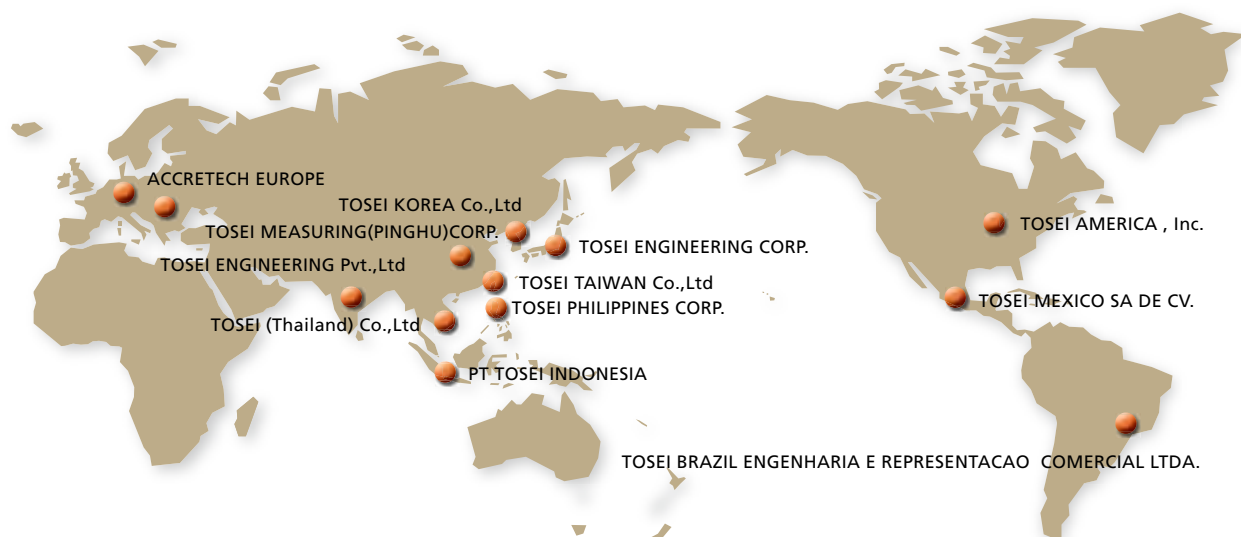 ACCRETECH EUROPE
TOSEI KOREA Co.,Ltd
TOSEI MEASURING(PINGHU)CORP.
TOSEI ENGINEERING CORP.
TOSEI ENGINEERING Pvt.,Ltd
TOSEI TAIWAN Co.,Ltd
TOSEI PHILIPPINES CORP.
TOSEI (Thailand) Co.,Ltd
PT TOSEI INDONESIA
TOSEI AMERICA , Inc.
TOSEI MEXICO SA DE CV.
TOSEI BRAZIL ENGENHARIA E REPRESENTACAO COMERCIAL LTDA.